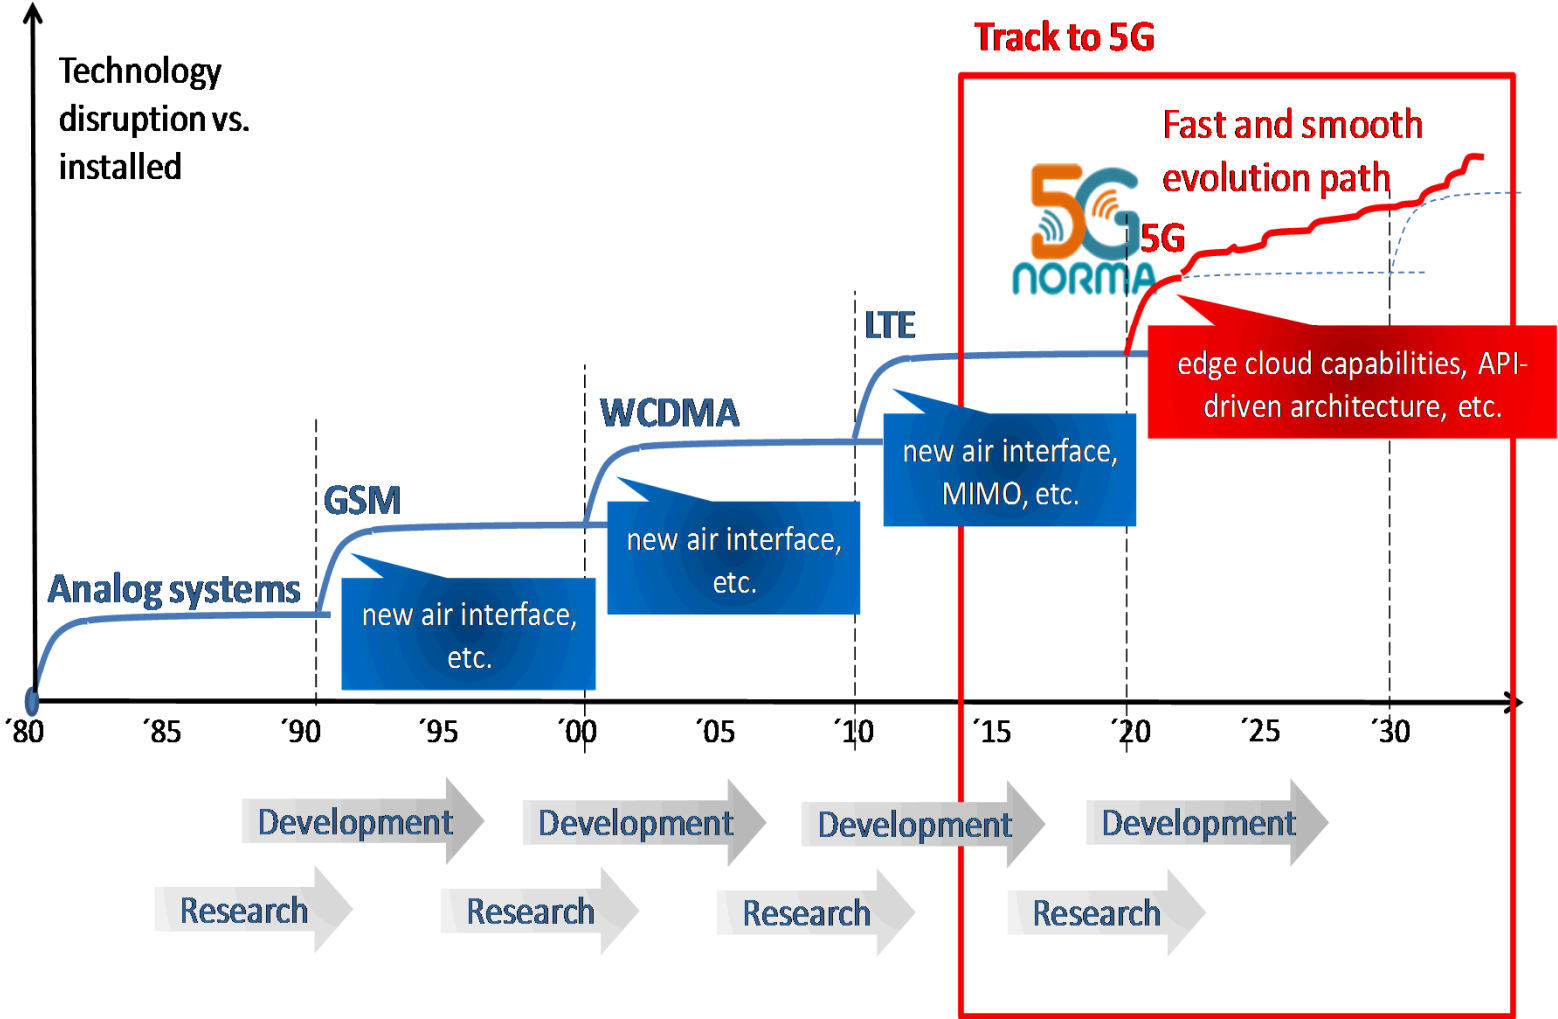 Track to 5G
Technology
disruption vs.
installed
Fast and smooth
evolution path
5G
NORMA
5G
LTE
edge cloud capabilities, API-
driven architecture, etc.
WCDMA
new air interface,
MIMO, etc.
GSM
new air interface,
etc.
Analog systems
new air interface,
etc.
´80 ´85 ´90 ´95 ´00 ´05 ´10 ´15 ´20 ´25 ´30
Development Development Development Development
Research Research Research Research